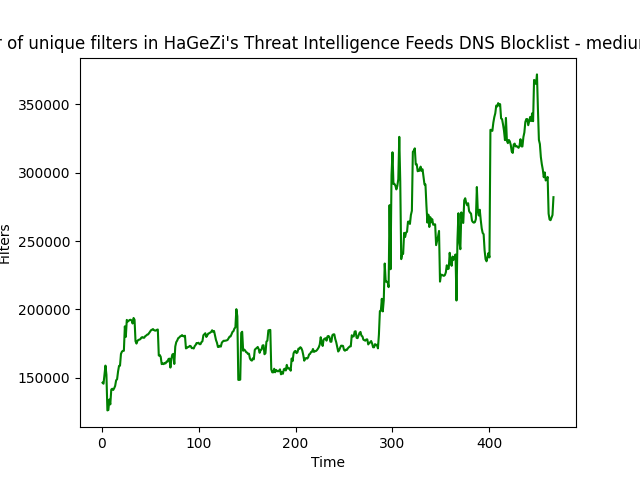 r of unique filters in HaGeZi's Threat Intelligence Feeds DNS Blocklist - mediu
Filters
350000
300000
250000
200000
150000
0 100 200 300 400
Time